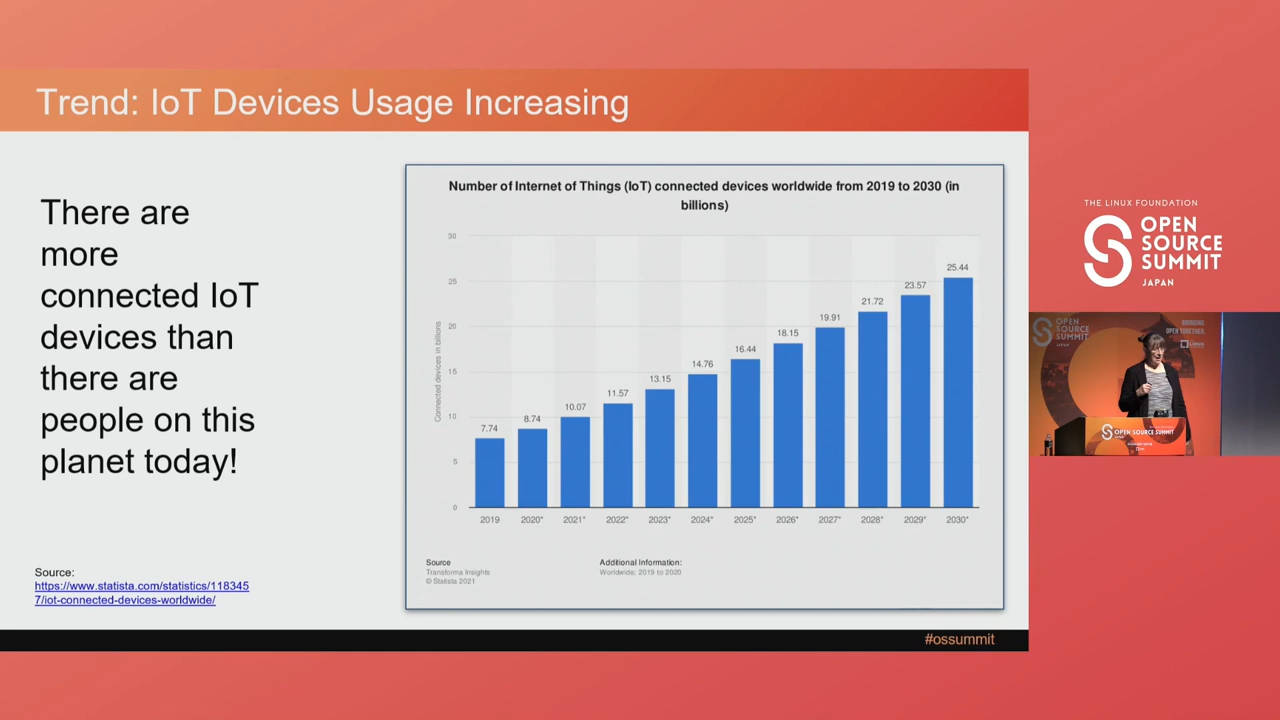 Trend: IoT Devices Usage Increasing
There are
more
connected IoT
devices than
there are
people on this
planet today!
Source:
https://www.statista.com/statistics/118345
7/iot-connected-devices-worldwide/
Number of Internet of Things (IoT) connected devices worldwide from 2019 to 2030 (in
billions)
Connected devices in billions
30
25
20
15
10
5
0
7.74
8.74
10.07
11.57
13.15
14.76
16.44
18.15
19.91
21.72
23.57
25.44
2019 2020* 2021* 2022* 2023* 2024* 2025* 2026* 2027* 2028* 2029* 2030*
Source
Transforma Insights
© Statista 2021
Additional Information:
Worldwide; 2019 to 2020
#ossummit
THE LINUX FOUNDATION
OPEN
SOURCE
SUMMIT
JAPAN
OPEN
SOURCE
SUMMIT
JAPAN
OPEN TOGETHER.
OPEN SOURCE SUMMIT